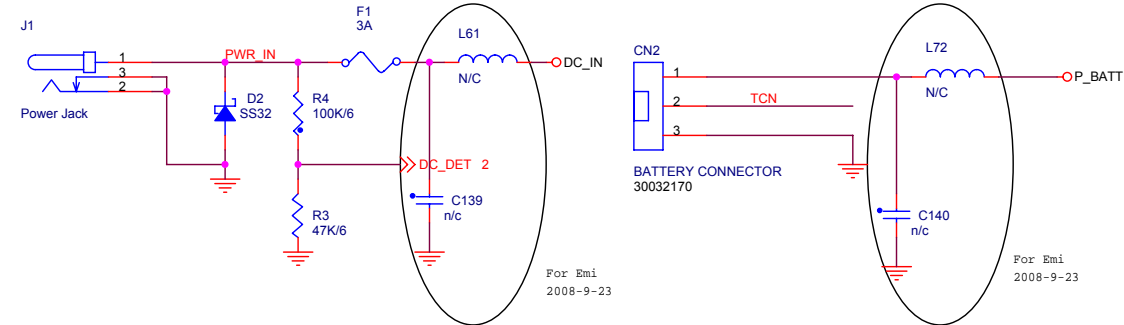 J1
1
3
2
Power Jack
PWR_IN
D2
SS32
R4
100K/6
R3
47K/6
F1
3A
L61
N/C
DC_IN
DC_DET 2
C139
n/c
For Emi
2008-9-23
CN2
1
2
3
TCN
BATTERY CONNECTOR
30032170
L72
N/C
P_BATT
C140
n/c
For Emi
2008-9-23